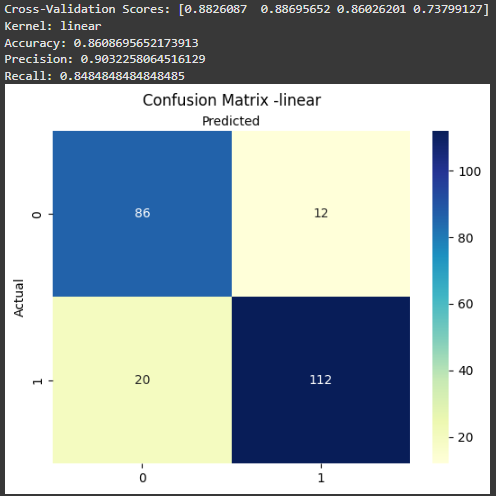 Cross-Validation Scores: [0.8826087  0.88695652 0.86026201 0.73799127]
Kernel: linear
Accuracy: 0.8608695652173913
Precision: 0.9032258064516129
Recall: 0.8484848484848485
Confusion Matrix -linear
Predicted
Actual
0
86
12
1
20
112
0
1
100
80
60
40
20